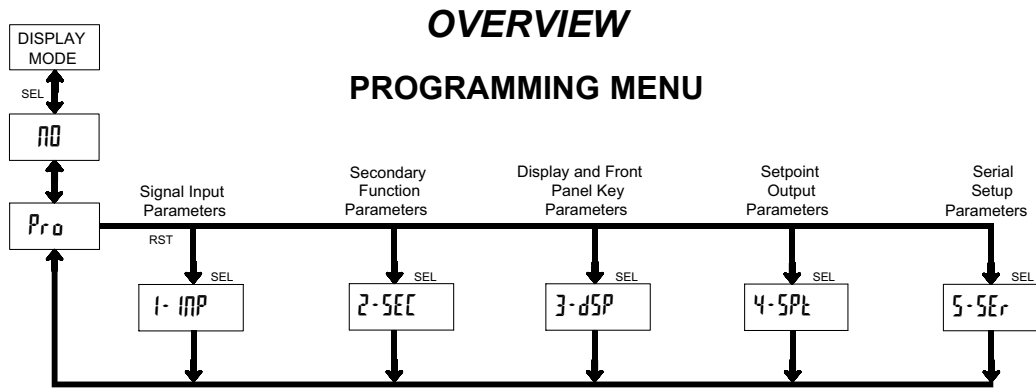 OVERVIEW
PROGRAMMING MENU
DISPLAY
MODE
SEL
NO
Pro
RST
Signal Input
Parameters
SEL
1-INP
Secondary
Function
Parameters
SEL
2-SEC
Display and Front
Panel Key
Parameters
SEL
3-dSP
Setpoint
Output
Parameters
SEL
4-SPt
Serial
Setup
Parameters
SEL
5-SEr